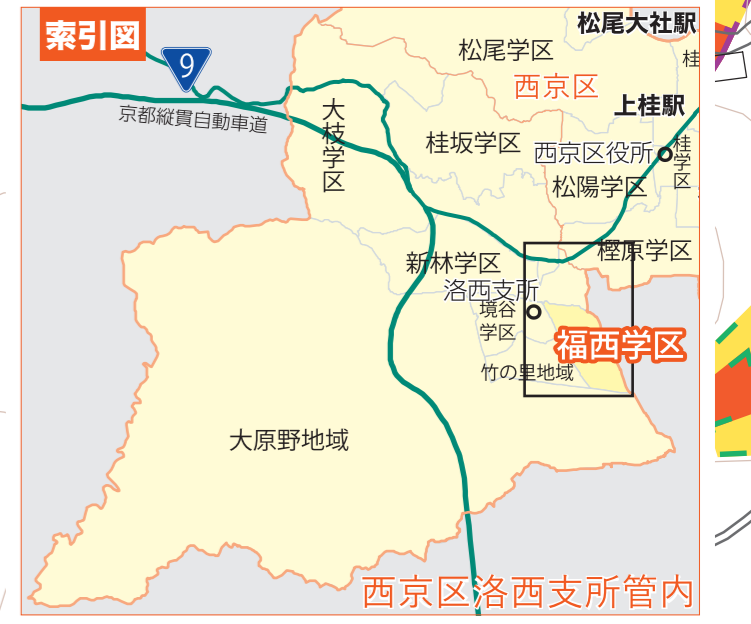 索引図
松尾大社駅
松尾学区
桂
西京区
9
上桂駅
京都縦貫自動車道
大枝学区
桂坂学区
西京区役所
桂学区
松陽学区
樫原学区
新林学区
洛西支所
境谷
学区
福西学区
竹の里地域
大原野地域
西京区洛西支所管内